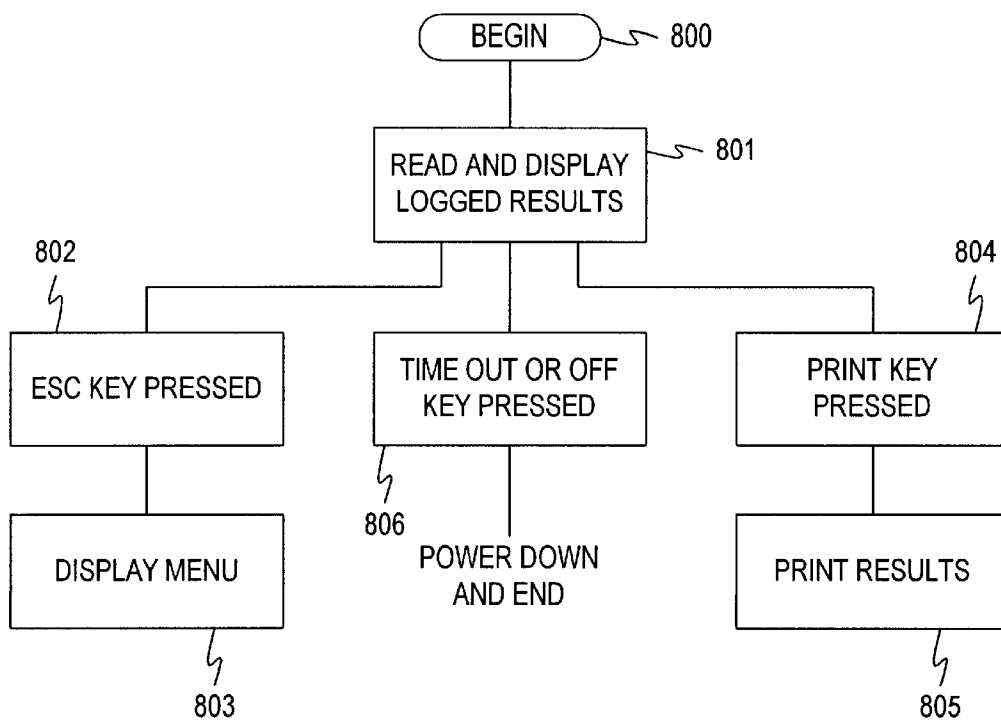 BEGIN
800
READ AND DISPLAY
LOGGED RESULTS
801
802
ESC KEY PRESSED
TIME OUT OR OFF
KEY PRESSED
806
804
PRINT KEY
PRESSED
DISPLAY MENU
803
POWER DOWN
AND END
PRINT RESULTS
805